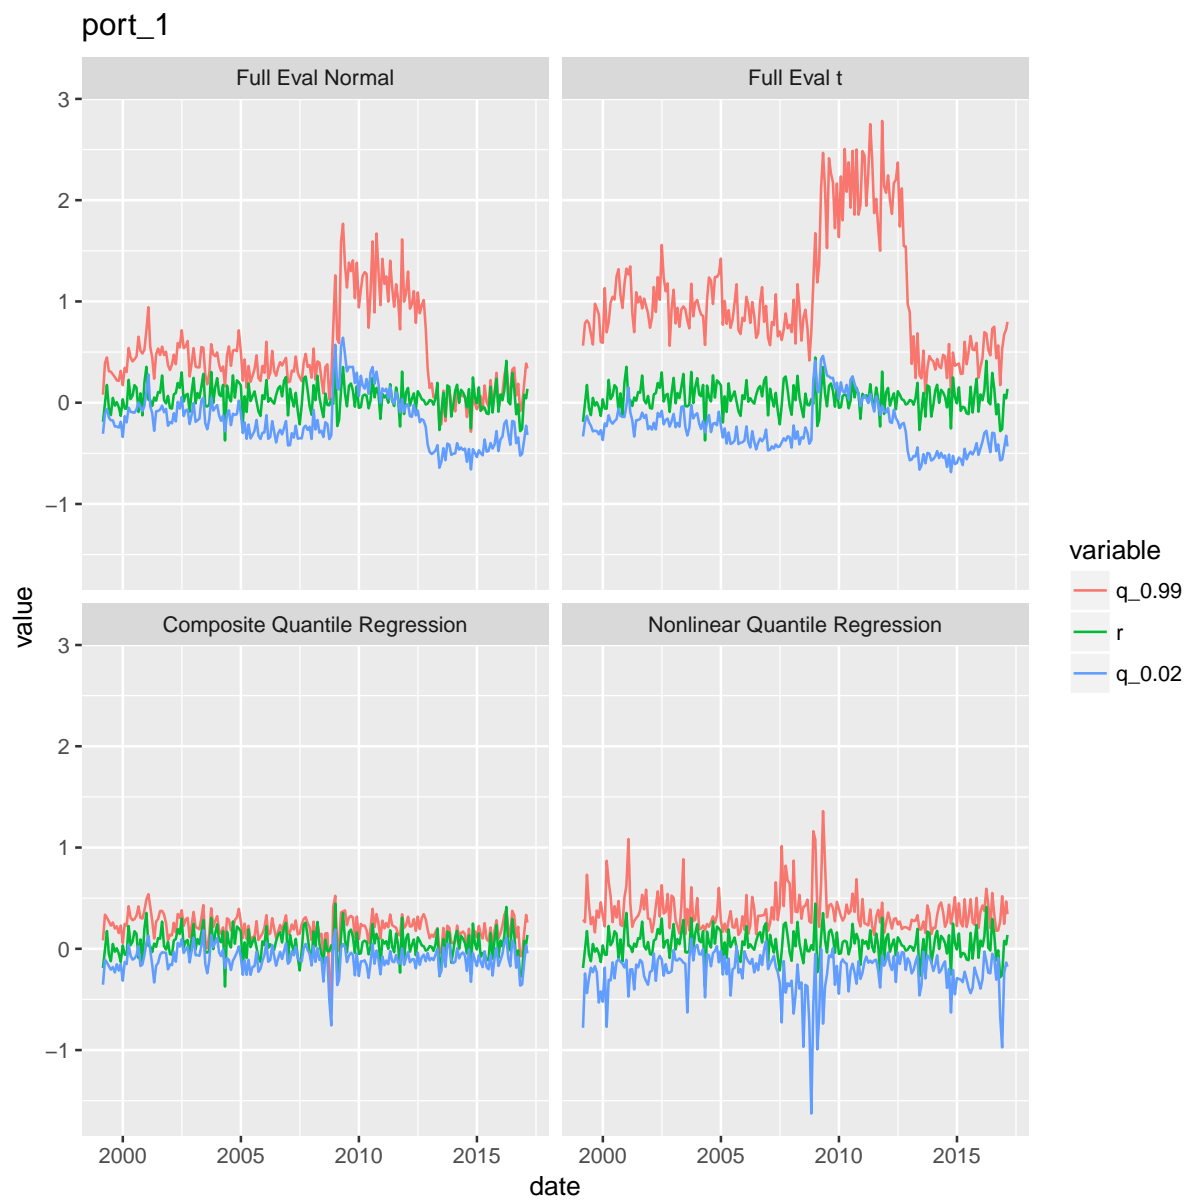 port_1
Full Eval Normal
Full Eval t
3
2
1
0
−1
Composite Quantile Regression
Nonlinear Quantile Regression
3
2
1
0
−1
2000 2005 2010 2015
2000 2005 2010 2015
date
value
variable
q_0.99
r
q_0.02